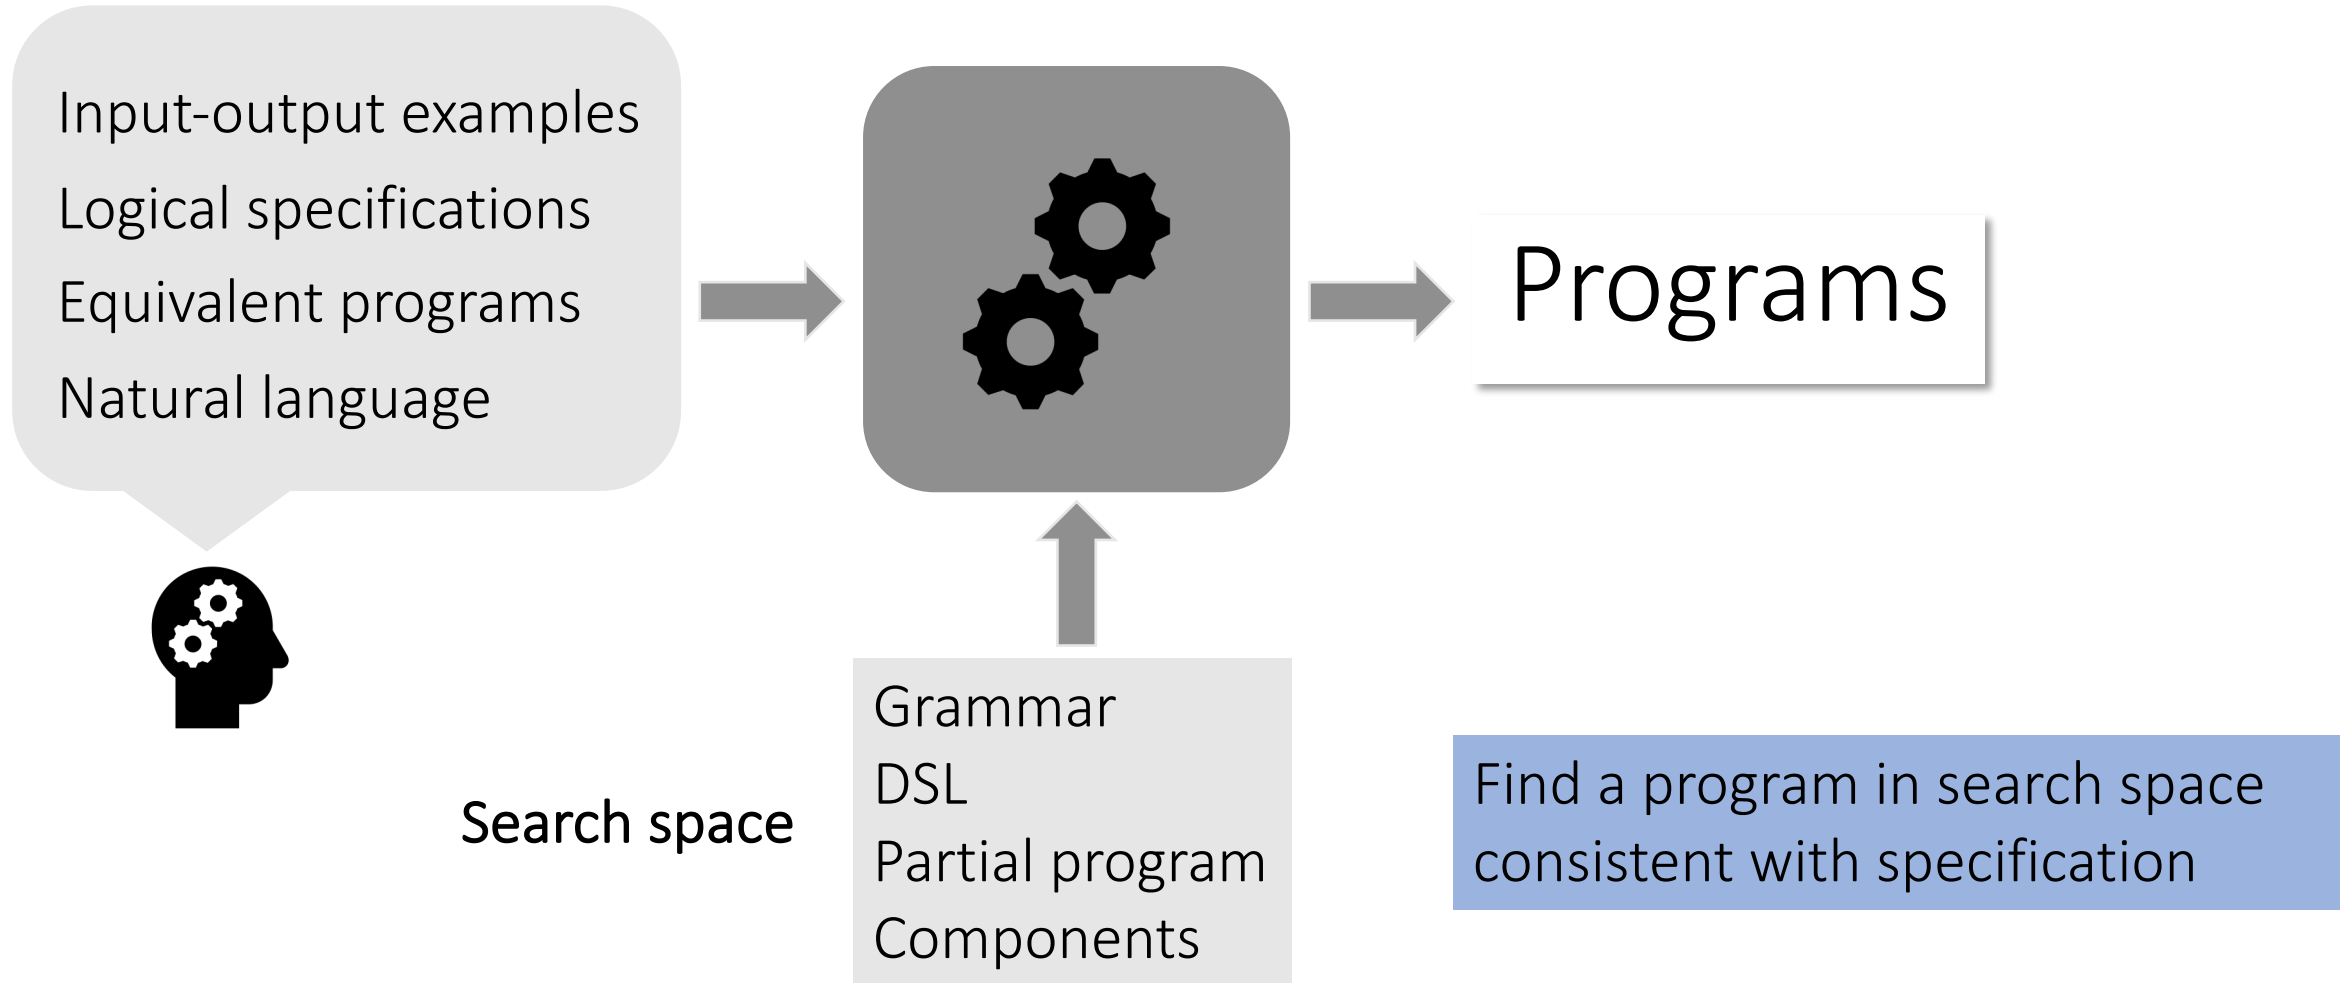 Input-output examples
Logical specifications
Equivalent programs
Natural language
Programs
Search space
Grammar
DSL
Partial program
Components
Find a program in search space
consistent with specification